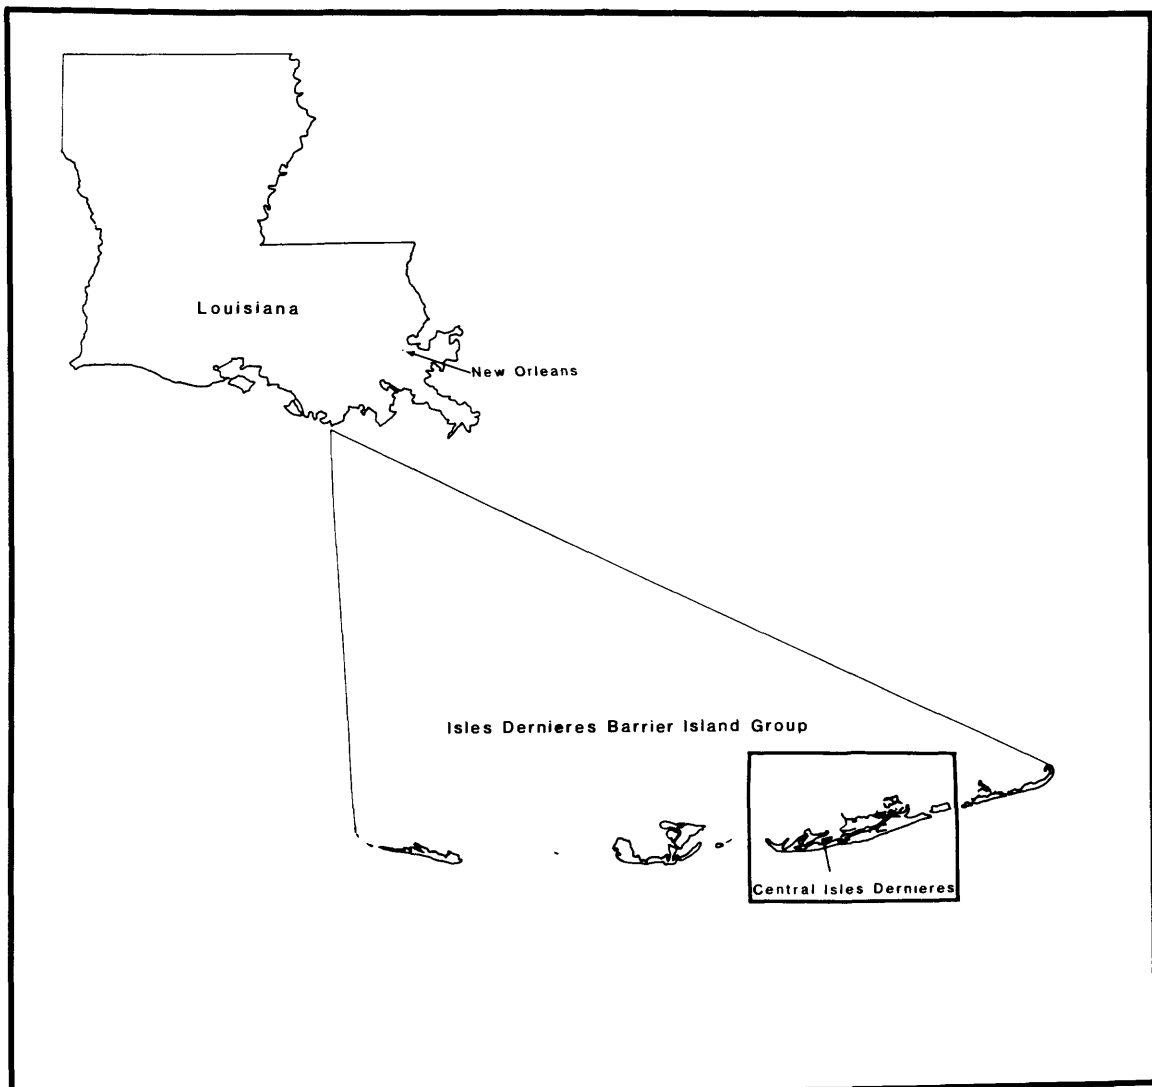 Louisiana
New Orleans
Isles Dernieres Barrier Island Group
Central Isles Dernieres